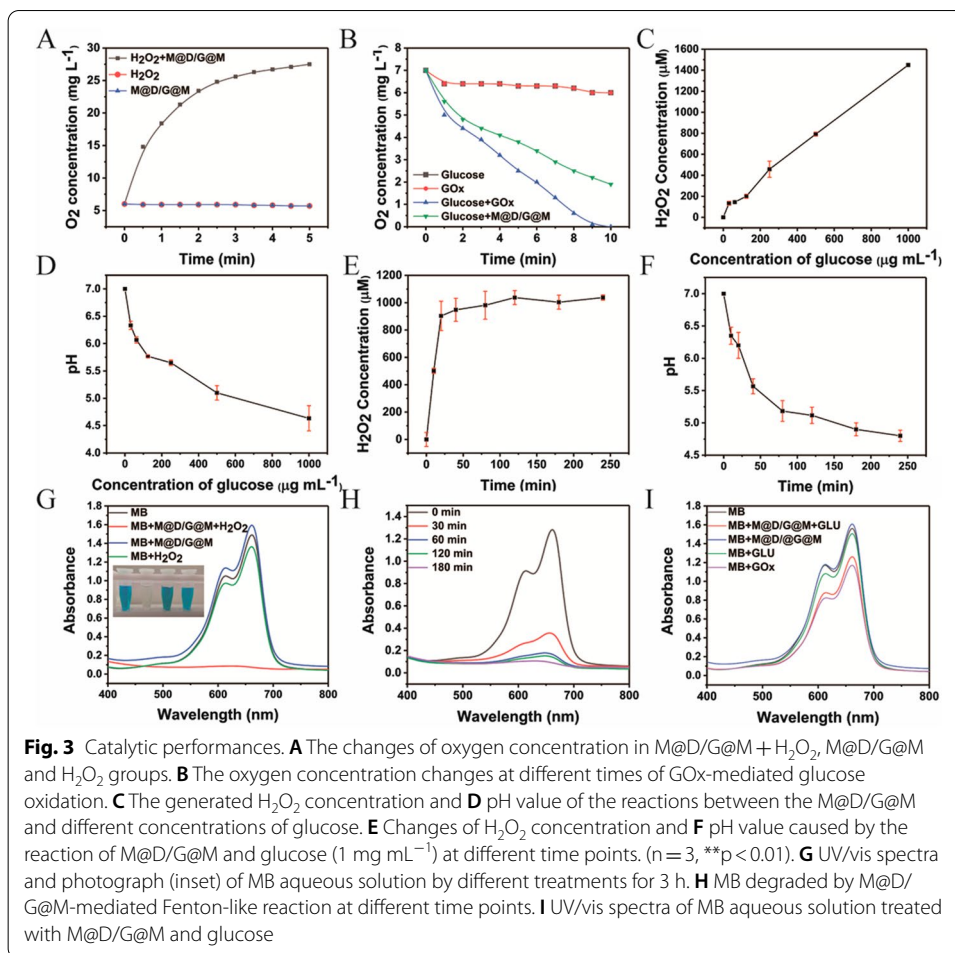 A
O₂ concentration (mg L⁻¹)
30
25
20
15
10
5
H₂O₂+M@D/G@M
H₂O₂
M@D/G@M
0 1 2 3 4 5
Time (min)
B
O₂ concentration (mg L⁻¹)
8
7
6
5
4
3
2
1
0
Glucose
GOx
Glucose+GOx
Glucose+M@D/G@M
0 2 4 6 8 10
Time (min)
C
H₂O₂ Concentration (μM)
1600
1400
1200
1000
800
600
400
200
0
0 200 400 600 800 1000
Concentration of glucose (μg mL⁻¹)
D
pH
7.0
6.5
6.0
5.5
5.0
4.5
4.0
0 200 400 600 800 1000
Concentration of glucose (μg mL⁻¹)
E
H₂O₂ Concentration (μM)
1200
1000
800
600
400
200
0
0 50 100 150 200 250
Time (min)
F
pH
7.0
6.5
6.0
5.5
5.0
4.5
0 50 100 150 200 250
Time (min)
G
Absorbance
1.8
1.6
1.4
1.2
1.0
0.8
0.6
0.4
0.2
0.0
MB
MB+M@D/G@M+H₂O₂
MB+M@D/G@M
MB+H₂O₂
400 500 600 700 800
Wavelength (nm)
H
Absorbance
1.4
1.2
1.0
0.8
0.6
0.4
0.2
0.0
0 min
30 min
60 min
120 min
180 min
400 500 600 700 800
Wavelength (nm)
I
Absorbance
1.8
1.6
1.4
1.2
1.0
0.8
0.6
0.4
0.2
0.0
MB
MB+M@D/G@M+GLU
MB+M@D/@G@M
MB+GLU
MB+GOx
400 500 600 700 800
Wavelength (nm)
Fig. 3 Catalytic performances. A The changes of oxygen concentration in M@D/G@M + H₂O₂, M@D/G@M
and H₂O₂ groups. B The oxygen concentration changes at different times of GOx-mediated glucose
oxidation. C The generated H₂O₂ concentration and D pH value of the reactions between the M@D/G@M
and different concentrations of glucose. E Changes of H₂O₂ concentration and F pH value caused by the
reaction of M@D/G@M and glucose (1 mg mL⁻¹) at different time points. (n = 3, **p < 0.01). G UV/vis spectra
and photograph (inset) of MB aqueous solution by different treatments for 3 h. H MB degraded by M@D/
G@M-mediated Fenton-like reaction at different time points. I UV/vis spectra of MB aqueous solution treated
with M@D/G@M and glucose